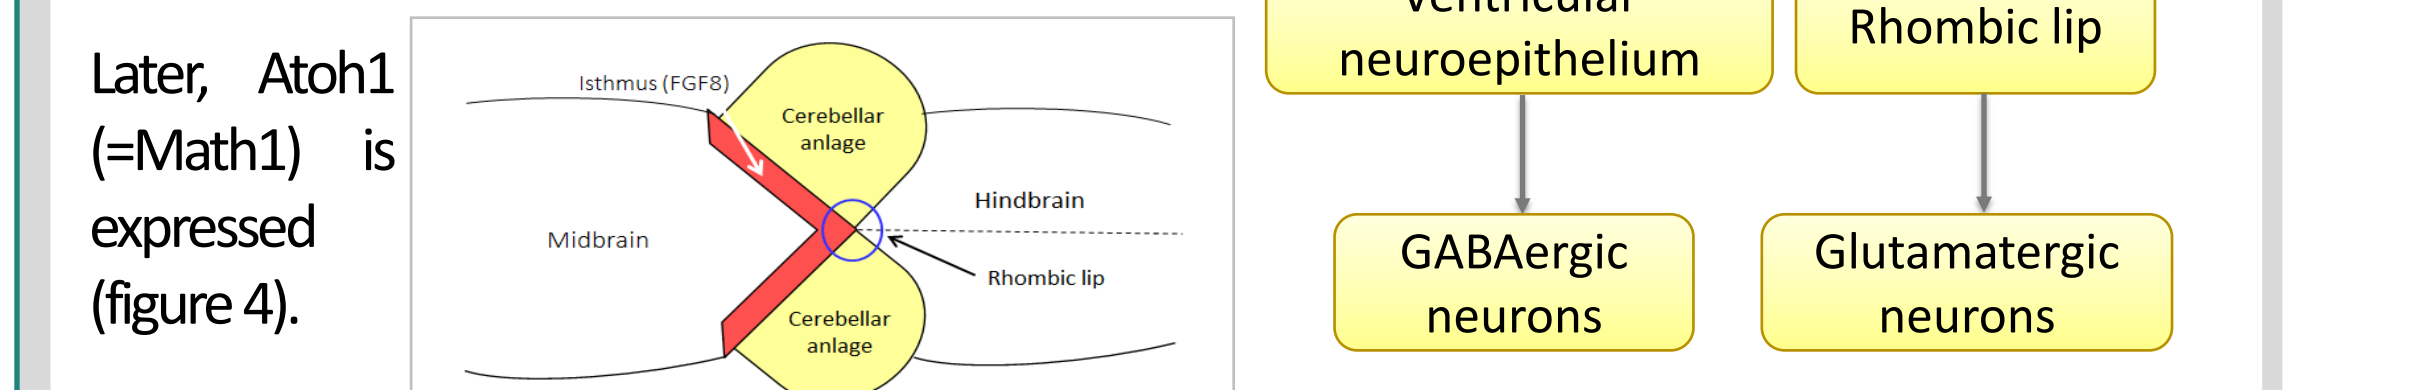 Later, Atoh1
(=Math1) is
expressed
(figure 4).
Isthmus (FGF8)
Cerebellar
anlage
Hindbrain
Midbrain
Rhombic lip
Cerebellar
anlage
ventricular
neuroepithelium
Rhombic lip
GABAergic
neurons
Glutamatergic
neurons